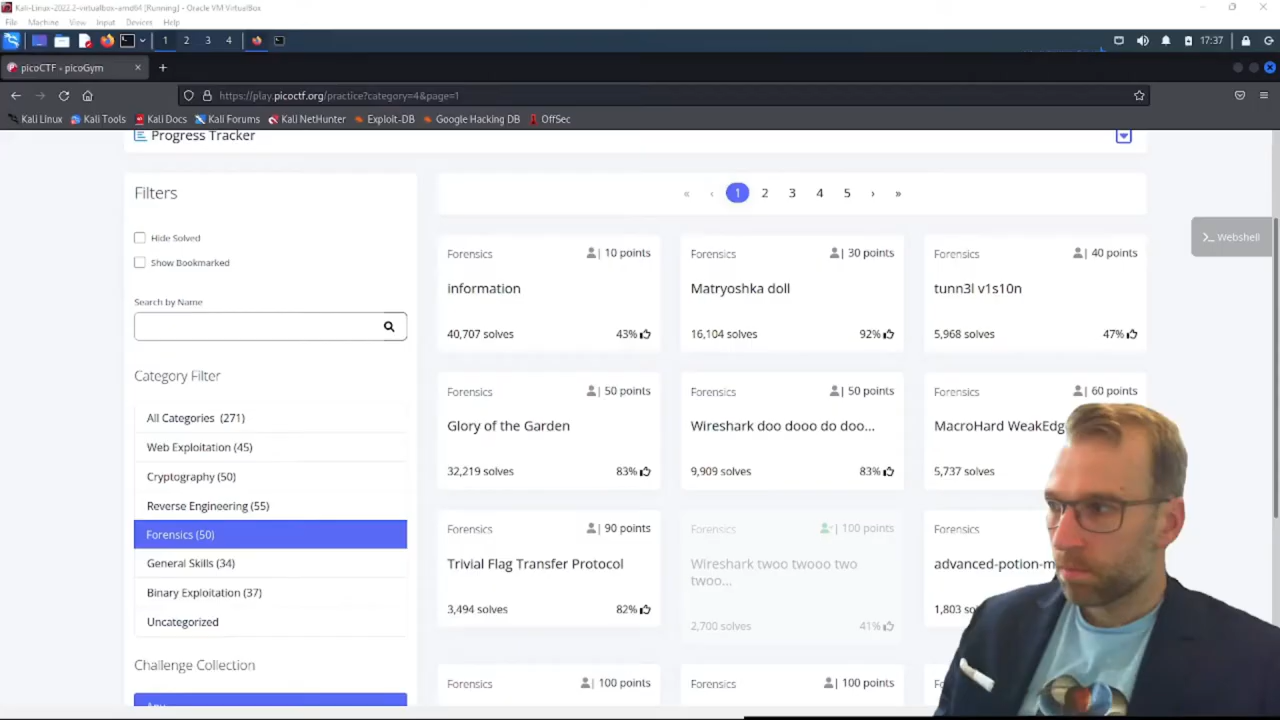 Kali-Linux-2022.2-virtualbox-amd64 [Running] - Oracle VM VirtualBox
File Machine View Input Devices Help
1 2 3 4 17:37
picoCTF - picoGym
https://play.picoctf.org/practice?category=4&page=1
Kali Linux Kali Tools Kali Docs Kali Forums Kali NetHunter Exploit-DB Google Hacking DB OffSec
Progress Tracker
Filters
Hide Solved
Show Bookmarked
Search by Name
Category Filter
All Categories (271)
Web Exploitation (45)
Cryptography (50)
Reverse Engineering (55)
Forensics (50)
General Skills (34)
Binary Exploitation (37)
Uncategorized
Challenge Collection
« ‹ 1 2 3 4 5 › »
Forensics | 10 points
information
40,707 solves 43%
Forensics | 30 points
Matryoshka doll
16,104 solves 92%
Forensics | 40 points
tunn3l v1s10n
5,968 solves 47%
Forensics | 50 points
Glory of the Garden
32,219 solves 83%
Forensics | 50 points
Wireshark doo dooo do doo...
9,909 solves 83%
Forensics | 60 points
MacroHard WeakEdg
5,737 solves
Forensics | 90 points
Trivial Flag Transfer Protocol
3,494 solves 82%
Forensics | 100 points
Wireshark twoo twooo two
twoo...
2,700 solves 41%
Forensics
advanced-potion-m
1,803 so
Forensics | 100 points
Forensics | 100 points
>_ Webshell